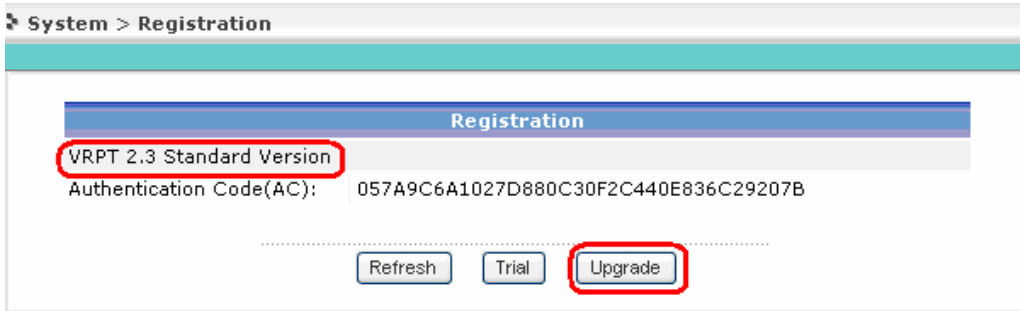 System > Registration
Registration
VRPT 2.3 Standard Version
Authentication Code(AC): 057A9C6A1027D880C30F2C440E836C29207B
Refresh Trial Upgrade